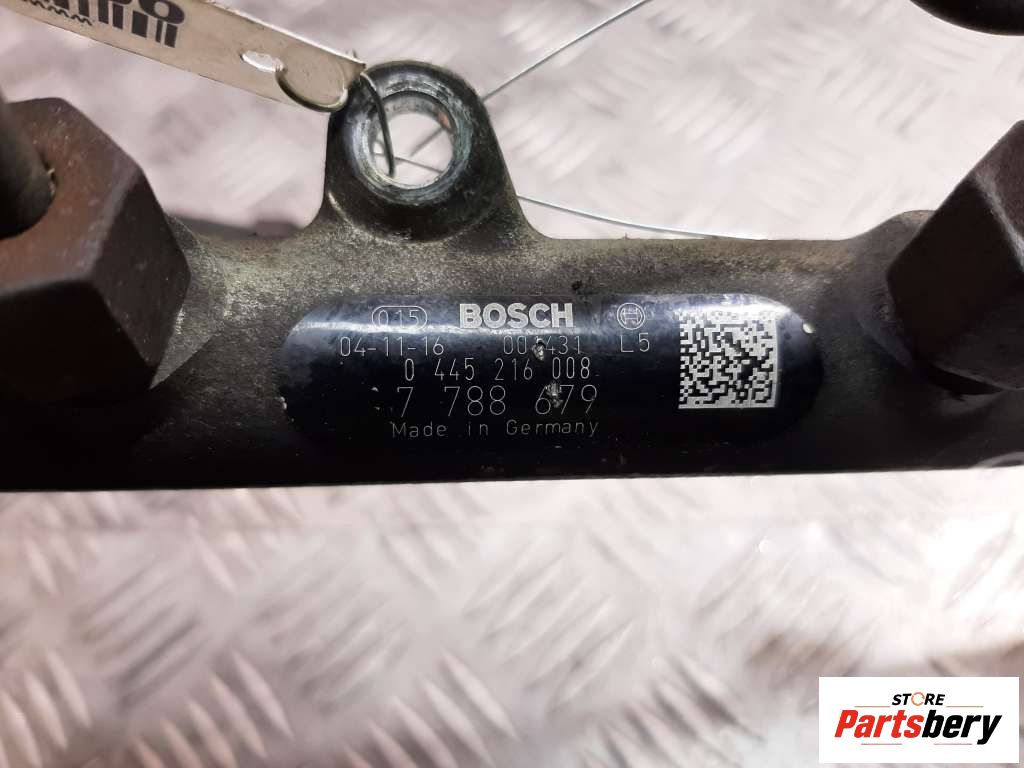 015 BOSCH
04-11-16 L5
0 445 216 008
7 788 679
Made in Germany
STORE
Partsbery